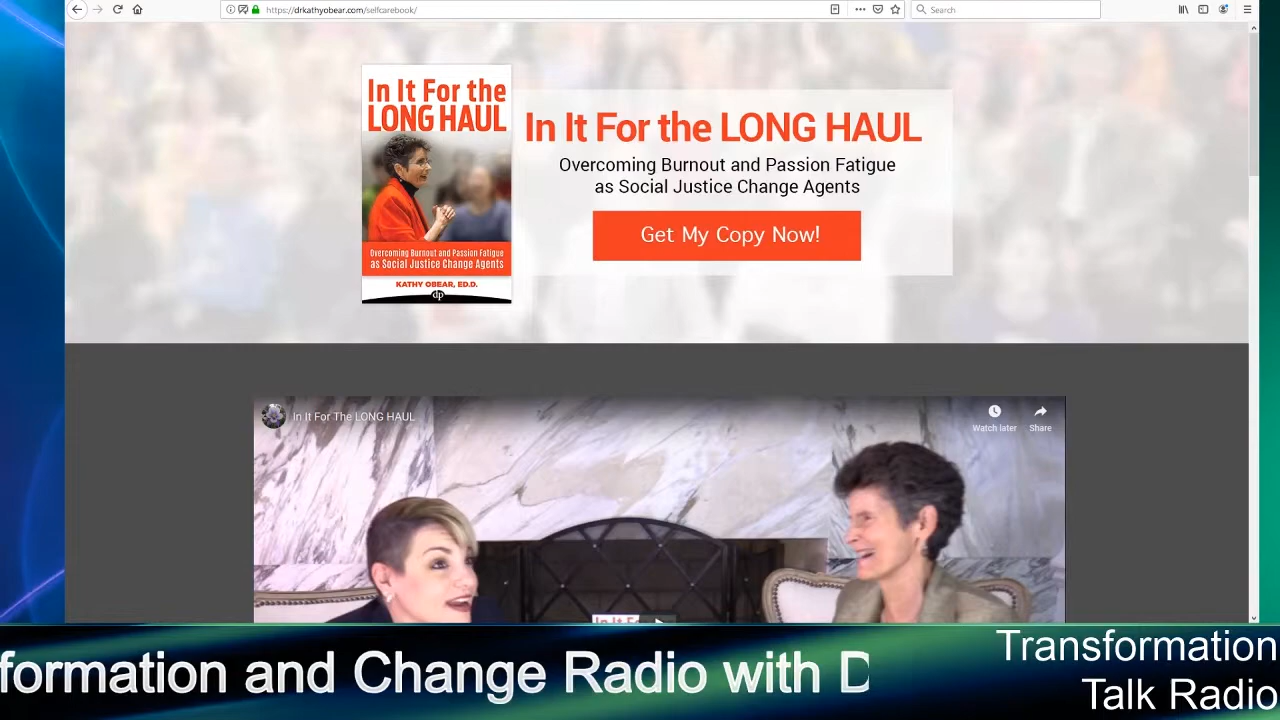 https://drkathyobear.com/selfcarebook/
Search
In It For the
LONG HAUL
Overcoming Burnout and Passion Fatigue
as Social Justice Change Agents
KATHY OBEAR, ED.D.
dp
In It For the LONG HAUL
Overcoming Burnout and Passion Fatigue
as Social Justice Change Agents
Get My Copy Now!
In It For The LONG HAUL
Watch later
Share
In It F
formation and Change Radio with D
Transformation
Talk Radio